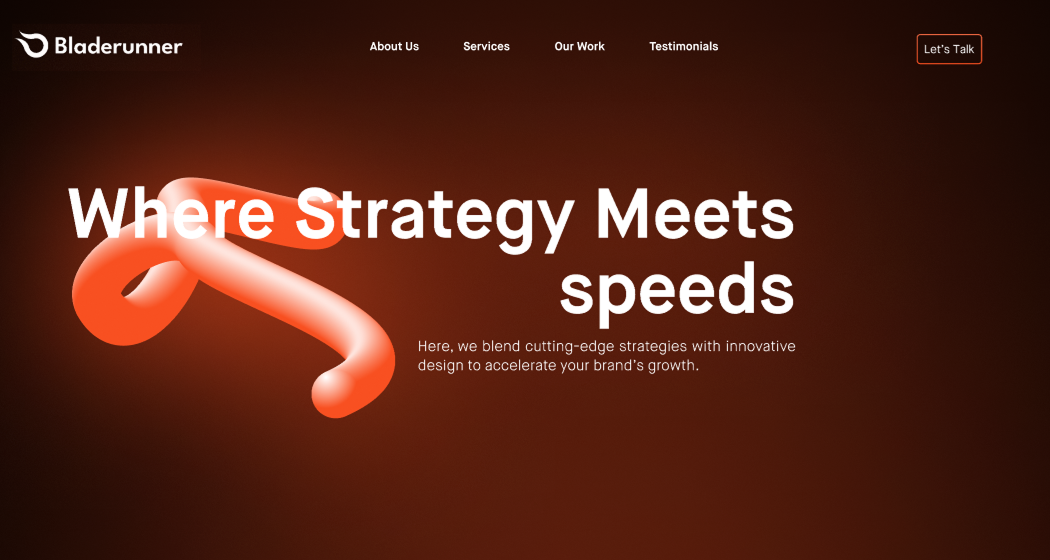 Bladerunner
About Us Services Our Work Testimonials
Let's Talk
Where Strategy Meets
speeds
Here, we blend cutting-edge strategies with innovative
design to accelerate your brand's growth.